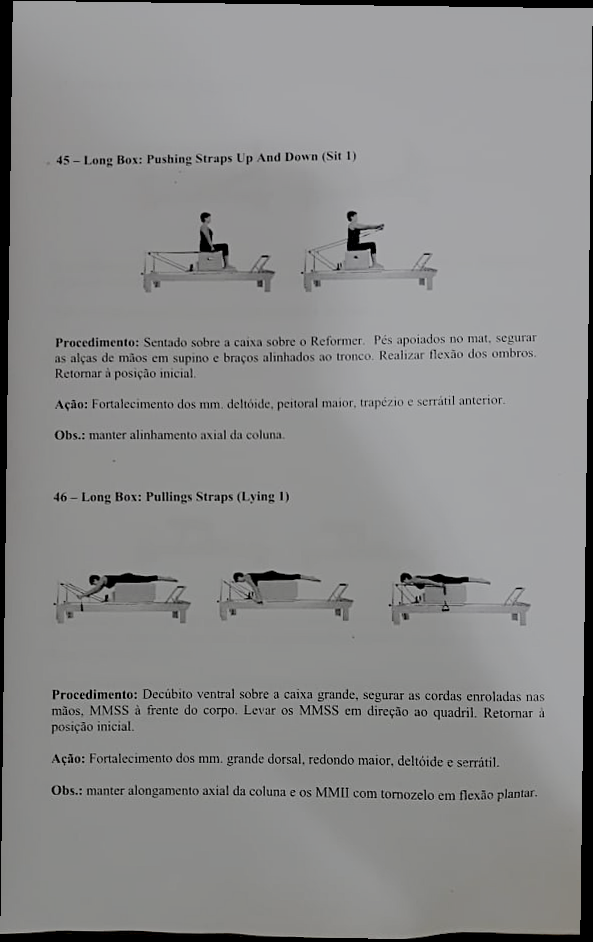 45 – Long Box: Pushing Straps Up And Down (Sit 1)
Procedimento: Sentado sobre a caixa sobre o Reformer. Pés apoiados no mat, segurar
as alças de mãos em supino e braços alinhados ao tronco. Realizar flexão dos ombros.
Retornar à posição inicial.
Ação: Fortalecimento dos mm. deltóide, peitoral maior, trapézio e serrátil anterior.
Obs.: manter alinhamento axial da coluna.
46 – Long Box: Pullings Straps (Lying 1)
Procedimento: Decúbito ventral sobre a caixa grande, segurar as cordas enroladas nas
mãos, MMSS à frente do corpo. Levar os MMSS em direção ao quadril. Retornar à
posição inicial.
Ação: Fortalecimento dos mm. grande dorsal, redondo maior, deltóide e serrátil.
Obs.: manter alongamento axial da coluna e os MMII com tornozelo em flexão plantar.